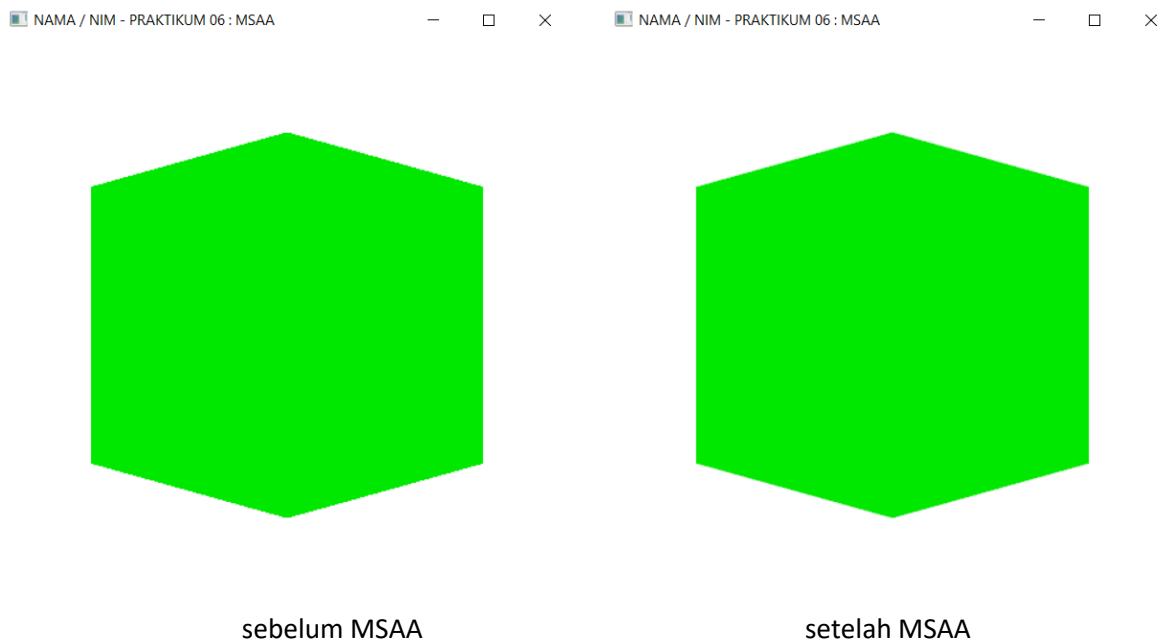 NAMA / NIM - PRAKTIKUM 06 : MSAA
NAMA / NIM - PRAKTIKUM 06 : MSAA
sebelum MSAA
setelah MSAA